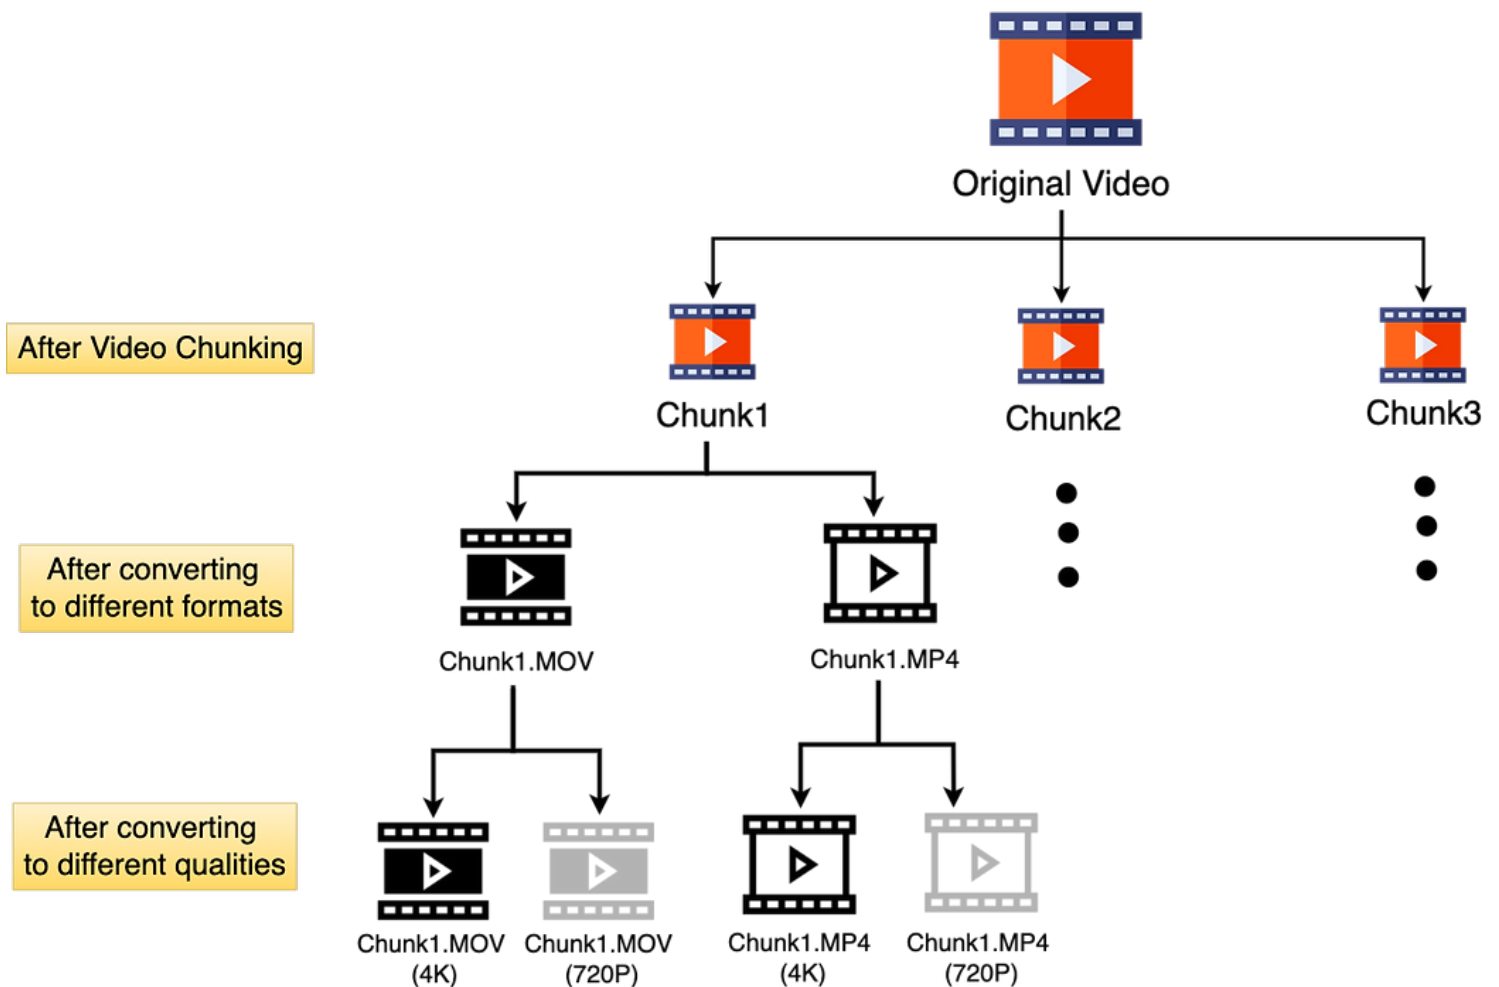 Original Video
After Video Chunking
Chunk1
Chunk2
Chunk3
After converting
to different formats
Chunk1.MOV
Chunk1.MP4
After converting
to different qualities
Chunk1.MOV
(4K)
Chunk1.MOV
(720P)
Chunk1.MP4
(4K)
Chunk1.MP4
(720P)